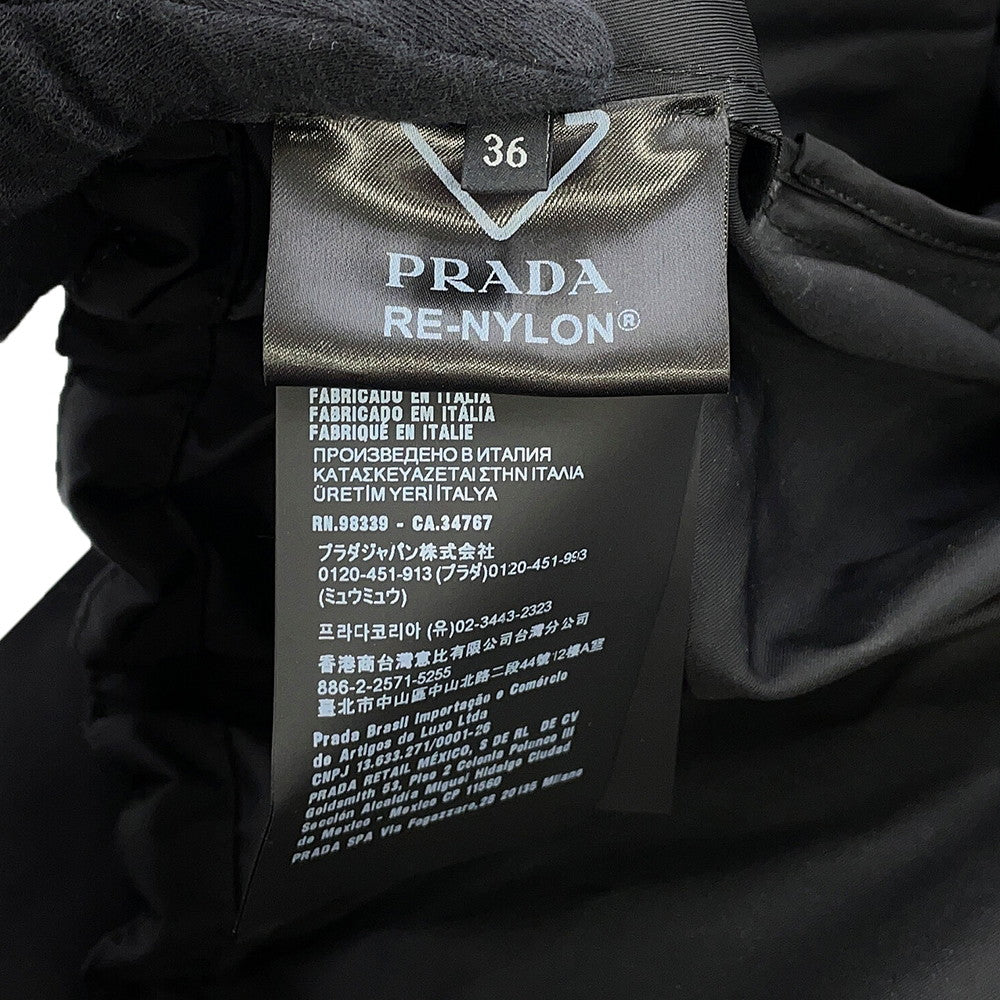 36
PRADA
RE-NYLON®
FABRICADO EN ITALIA
FABRICADO EM ITÁLIA
FABRIQUÉ EN ITALIE
ПРОИЗВЕДЕНО В ИТАЛИЯ
ΚΑΤΑΣΚΕΥΑΖΕΤΑΙ ΣΤΗΝ ΙΤΑΛΙΑ
ÜRETİM YERİ İTALYA
RN.98339 - CA.34767
プラダジャパン株式会社
0120-451-913 (プラダ) 0120-451-993
(ミュウミュウ)
프라다코리아 (유)02-3443-2323
香港商台灣意比有限公司台灣分公司
886-2-2571-5255
臺北市中山區中山北路二段44號12樓A室
Prada Brasil Importação e Comércio
de Artigos de Luxo Ltda
CNPJ 13.633.271/0001-26
PRADA RETAIL MÉXICO, S DE RL DE CV
Goldsmith 53, Piso 2 Colonia Polanco III
Sección Alcaldía Miguel Hidalgo Ciudad
de Mexico - Mexico CP 11560
PRADA SPA Via Fogazzaro,28 20135 Milano